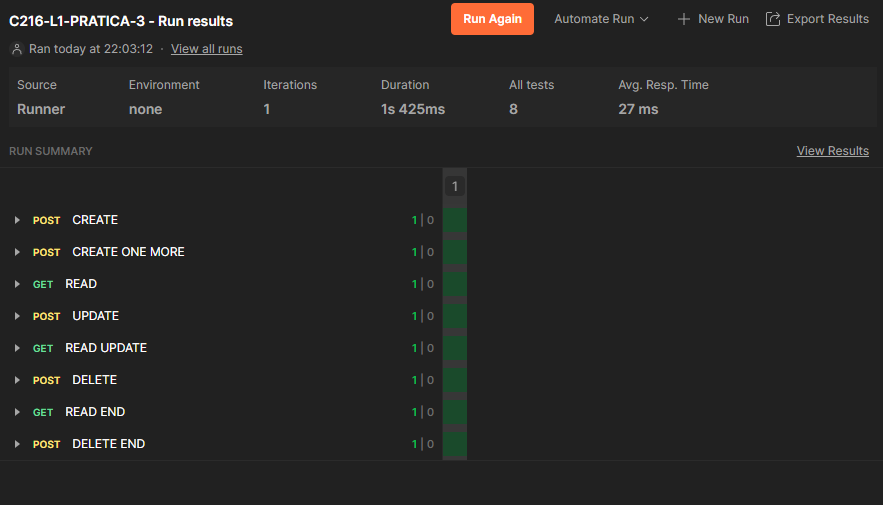 C216-L1-PRATICA-3 - Run results
Run Again
Automate Run
New Run
Export Results
Ran today at 22:03:12 · View all runs
Source Environment Iterations Duration All tests Avg. Resp. Time
Runner none 1 1s 425ms 8 27 ms
RUN SUMMARY View Results
1
POST CREATE 1 | 0
POST CREATE ONE MORE 1 | 0
GET READ 1 | 0
POST UPDATE 1 | 0
GET READ UPDATE 1 | 0
POST DELETE 1 | 0
GET READ END 1 | 0
POST DELETE END 1 | 0